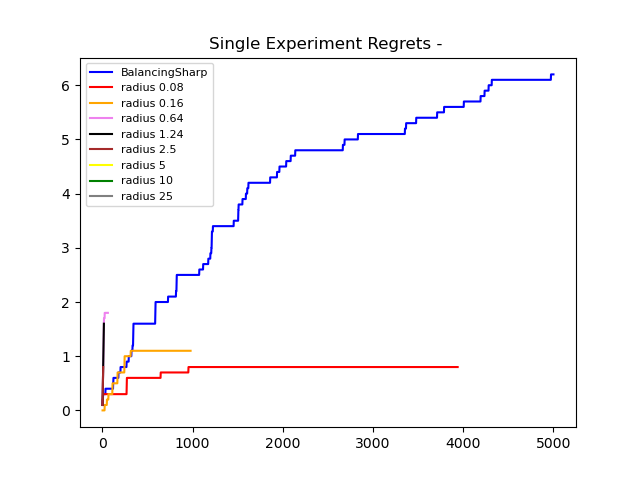 Single Experiment Regrets -
BalancingSharp
radius 0.08
radius 0.16
radius 0.64
radius 1.24
radius 2.5
radius 5
radius 10
radius 25
6
5
4
3
2
1
0
0 1000 2000 3000 4000 5000